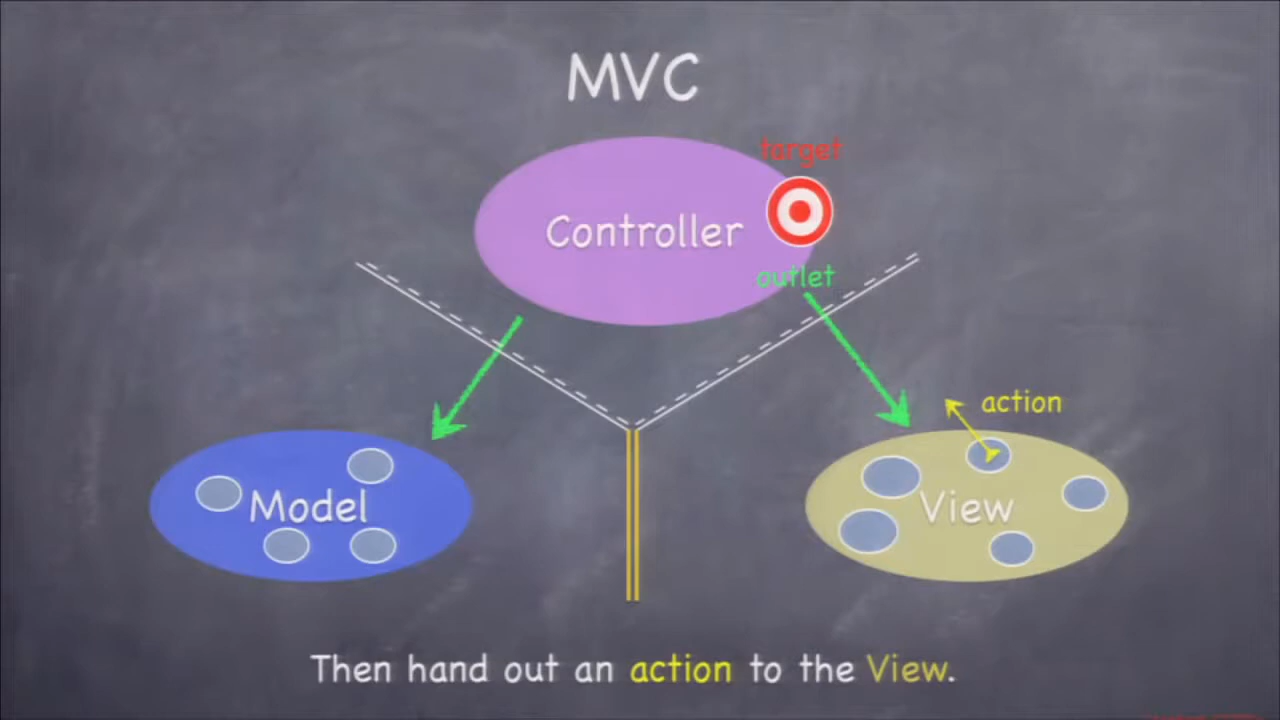 MVC
target
Controller
outlet
action
Model
View
Then hand out an action to the View.